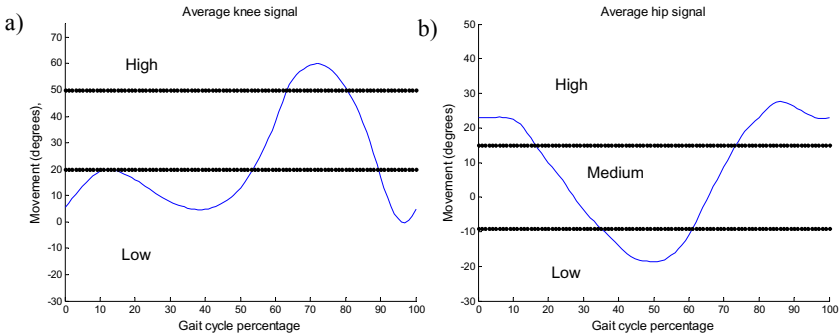 a)
Average knee signal
70
60
50
40
30
20
10
0
10
-20
-30
0 10 20 30 40 50 60 70 80 90 100
Movement (degrees),
High
Low
Gait cycle percentage
b)
Average hip signal
50
40
30
20
10
0
-10
-20
-30
0 10 20 30 40 50 60 70 80 90 100
Movement (degrees)
High
Medium
Low
Gait cycle percentage